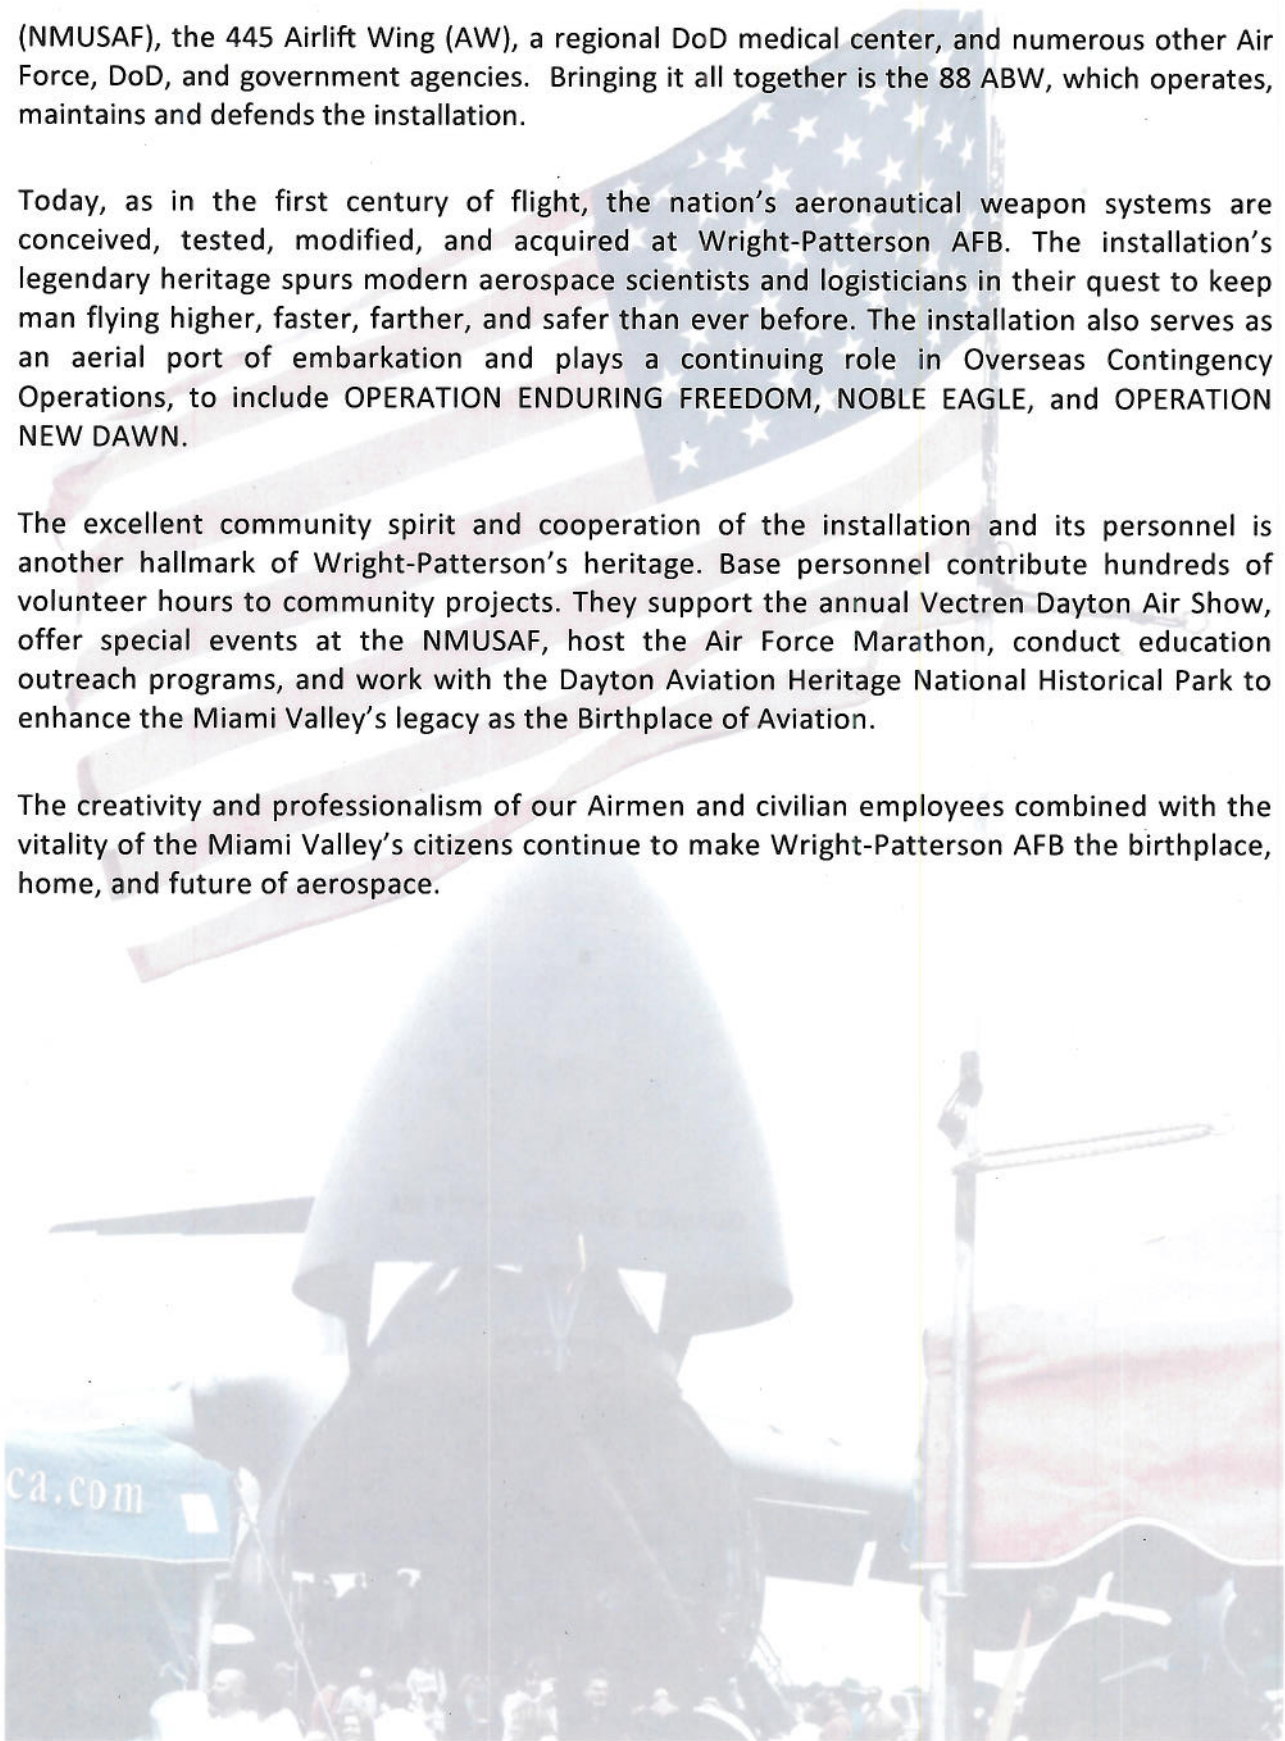 (NMUSAF), the 445 Airlift Wing (AW), a regional DoD medical center, and numerous other Air
Force, DoD, and government agencies.  Bringing it all together is the 88 ABW, which operates,
maintains and defends the installation.
Today, as in the first century of flight, the nation’s aeronautical weapon systems are
conceived, tested, modified, and acquired at Wright-Patterson AFB. The installation’s
legendary heritage spurs modern aerospace scientists and logisticians in their quest to keep
man flying higher, faster, farther, and safer than ever before. The installation also serves as
an aerial port of embarkation and plays a continuing role in Overseas Contingency
Operations, to include OPERATION ENDURING FREEDOM, NOBLE EAGLE, and OPERATION
NEW DAWN.
The excellent community spirit and cooperation of the installation and its personnel is
another hallmark of Wright-Patterson’s heritage. Base personnel contribute hundreds of
volunteer hours to community projects. They support the annual Vectren Dayton Air Show,
offer special events at the NMUSAF, host the Air Force Marathon, conduct education
outreach programs, and work with the Dayton Aviation Heritage National Historical Park to
enhance the Miami Valley’s legacy as the Birthplace of Aviation.
The creativity and professionalism of our Airmen and civilian employees combined with the
vitality of the Miami Valley’s citizens continue to make Wright-Patterson AFB the birthplace,
home, and future of aerospace.
ca.com